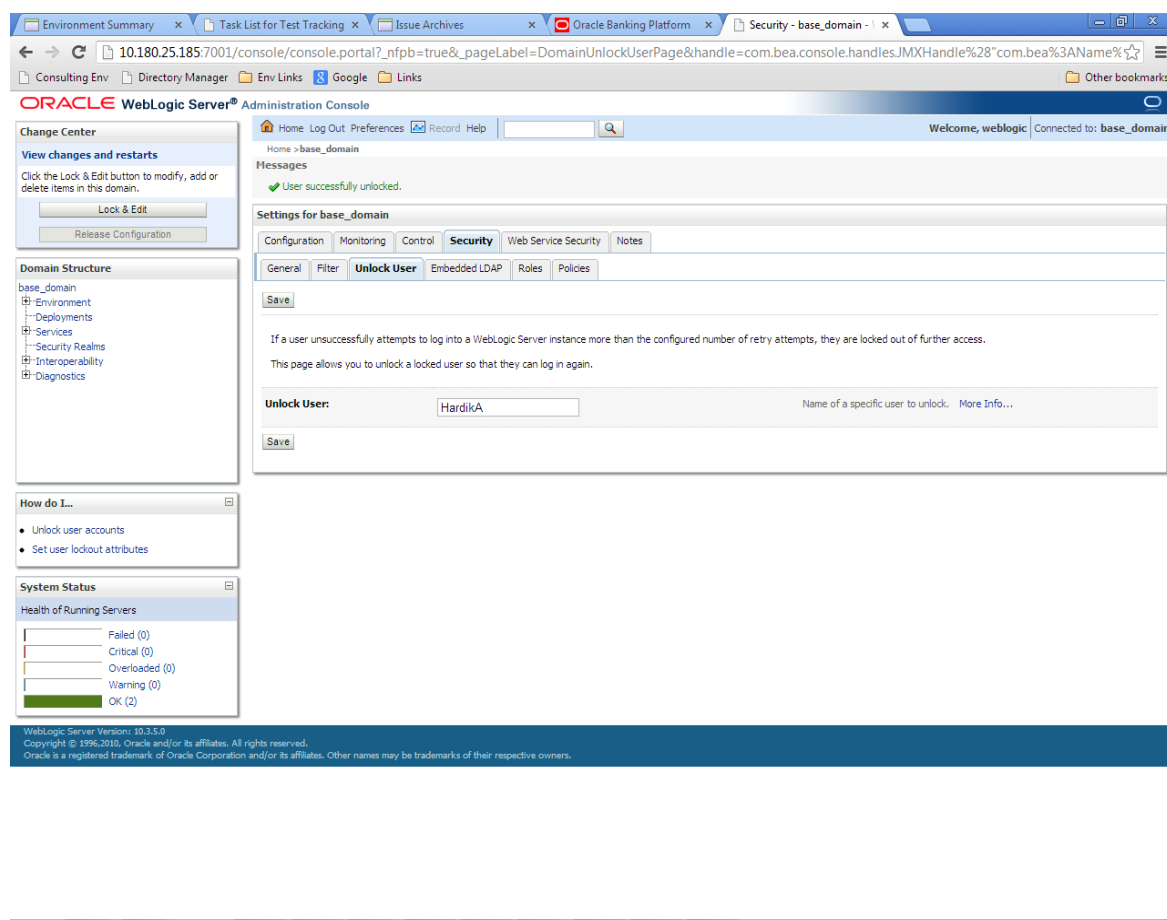 Environment Summary
Task List for Test Tracking
Issue Archives
Oracle Banking Platform
Security - base_domain -
10.180.25.185:7001/console/console.portal?_nfpb=true&_pageLabel=DomainUnlockUserPage&handle=com.bea.console.handles.JMXHandle%28"com.bea%3AName%
Consulting Env
Directory Manager
Env Links
Google
Links
Other bookmarks
ORACLE WebLogic Server® Administration Console
Change Center
View changes and restarts
Click the Lock & Edit button to modify, add or
delete items in this domain.
Lock & Edit
Release Configuration
Domain Structure
base_domain
Environment
Deployments
Services
Security Realms
Interoperability
Diagnostics
How do I...
Unlock user accounts
Set user lockout attributes
System Status
Health of Running Servers
Failed (0)
Critical (0)
Overloaded (0)
Warning (0)
OK (2)
Home Log Out Preferences Record Help
Welcome, weblogic
Connected to: base_domain
Home >base_domain
Messages
User successfully unlocked.
Settings for base_domain
Configuration Monitoring Control Security Web Service Security Notes
General Filter Unlock User Embedded LDAP Roles Policies
Save
If a user unsuccessfully attempts to log into a WebLogic Server instance more than the configured number of retry attempts, they are locked out of further access.
This page allows you to unlock a locked user so that they can log in again.
Unlock User:
HardikA
Name of a specific user to unlock. More Info...
Save
WebLogic Server Version: 10.3.5.0
Copyright © 1996,2010, Oracle and/or its affiliates. All rights reserved.
Oracle is a registered trademark of Oracle Corporation and/or its affiliates. Other names may be trademarks of their respective owners.